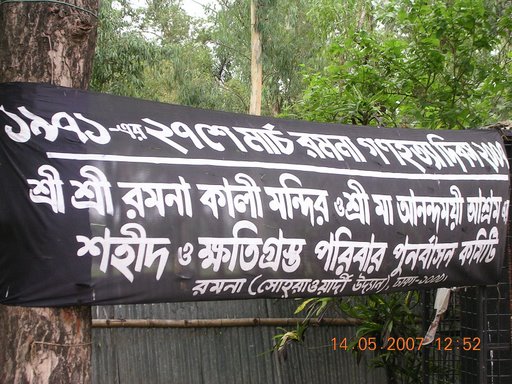 ১৯৭১-এর ২৭শে মার্চ রমনা গণহত্যা দিবস
শ্রী শ্রী রমনা কালী মন্দির ও শ্রী মা আনন্দময়ী আশ্রম
শহীদ ও ক্ষতিগ্রস্ত পরিবার পুনর্বাসন কমিটি
রমনা (সোহরাওয়ার্দী উদ্যান), ঢাকা-১০০০।
14.05.2007 12:52